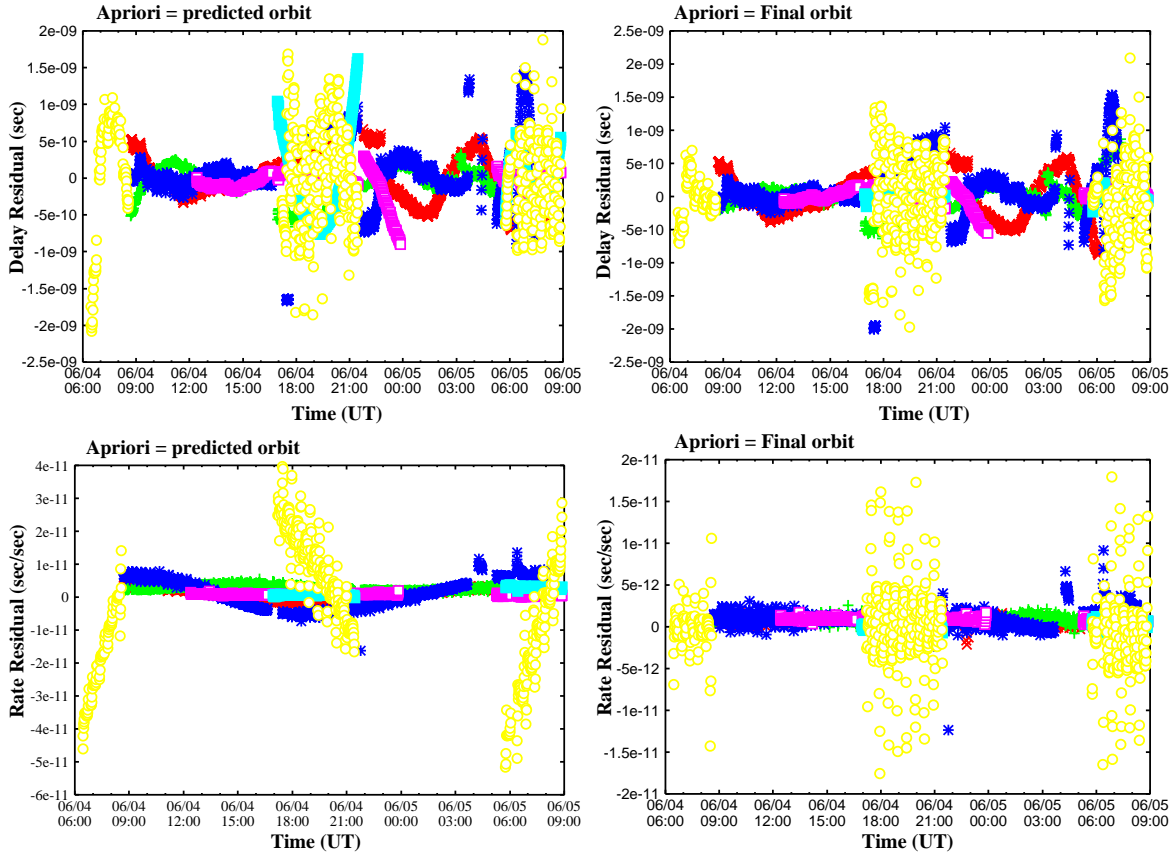 Apriori = predicted orbit
Delay Residual (sec)
2e-09
1.5e-09
1e-09
5e-10
0
-5e-10
-1e-09
-1.5e-09
-2e-09
-2.5e-09
06/04 06/04 06/04 06/04 06/04 06/04 06/05 06/05 06/05 06/05
06:00 09:00 12:00 15:00 18:00 21:00 00:00 03:00 06:00 09:00
Time (UT)
Apriori = Final orbit
Delay Residual (sec)
2.5e-09
2e-09
1.5e-09
1e-09
5e-10
0
-5e-10
-1e-09
-1.5e-09
-2e-09
-2.5e-09
06/04 06/04 06/04 06/04 06/04 06/04 06/05 06/05 06/05 06/05
06:00 09:00 12:00 15:00 18:00 21:00 00:00 03:00 06:00 09:00
Time (UT)
Apriori = predicted orbit
Rate Residual (sec/sec)
4e-11
3e-11
2e-11
1e-11
0
-1e-11
-2e-11
-3e-11
-4e-11
-5e-11
-6e-11
06/04 06/04 06/04 06/04 06/04 06/04 06/05 06/05 06/05 06/05
06:00 09:00 12:00 15:00 18:00 21:00 00:00 03:00 06:00 09:00
Time (UT)
Apriori = Final orbit
Rate Residual (sec/sec)
2e-11
1.5e-11
1e-11
5e-12
0
-5e-12
-1e-11
-1.5e-11
-2e-11
06/04 06/04 06/04 06/04 06/04 06/04 06/05 06/05 06/05 06/05
06:00 09:00 12:00 15:00 18:00 21:00 00:00 03:00 06:00 09:00
Time (UT)